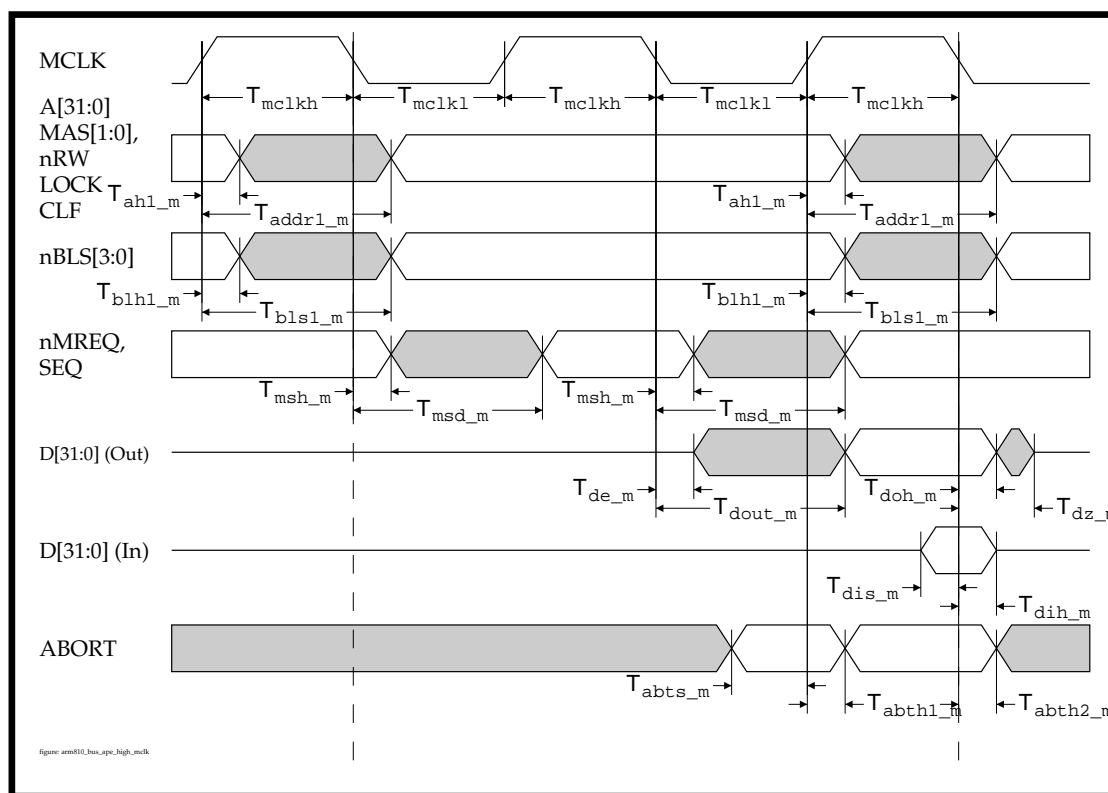 MCLK
T mclkh T mclkl T mclkh T mclkl T mclkh
A[31:0]
MAS[1:0],
nRW
LOCK
CLF
T ah1_m T ah1_m
T addr1_m T addr1_m
nBLS[3:0]
T blh1_m T blh1_m
T bls1_m T bls1_m
nMREQ,
SEQ
T msh_m T msh_m
T msd_m T msd_m
D[31:0] (Out)
T de_m T doh_m
T dout_m T dz_m
D[31:0] (In)
T dis_m
T dih_m
ABORT
T abts_m
T abth1_m T abth2_m
figure: arm810_bus_ape_high_mclk